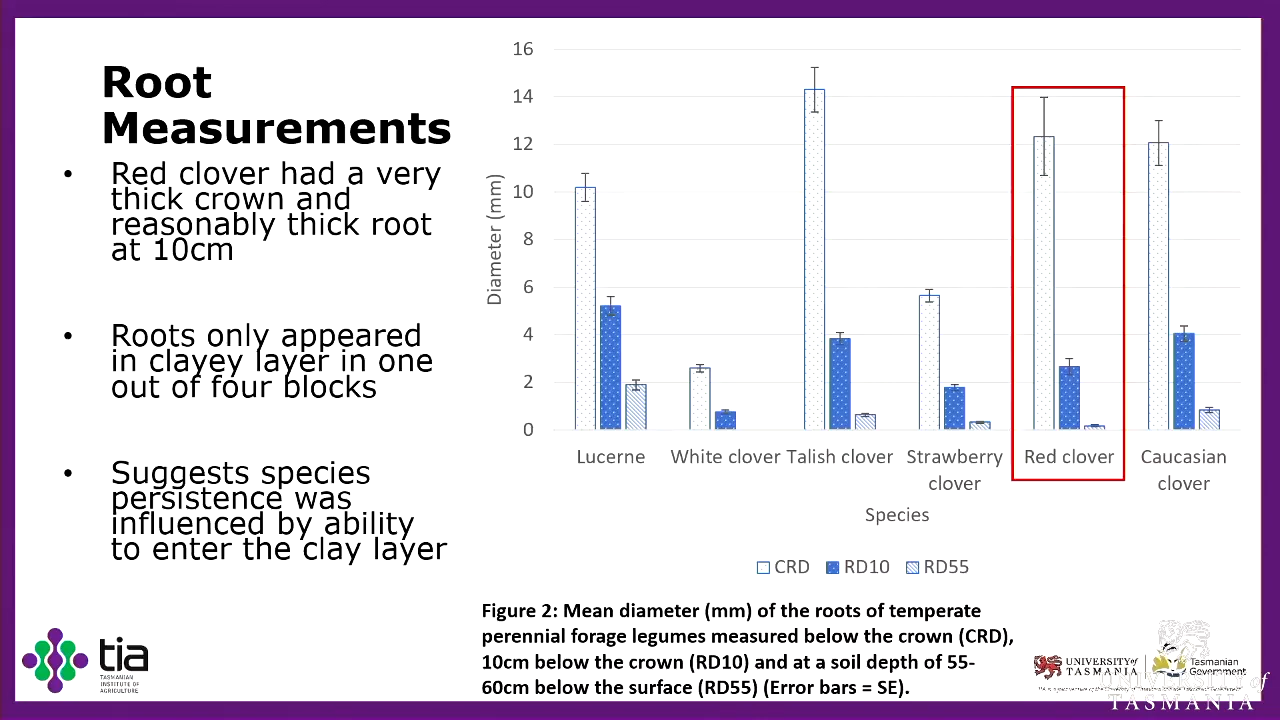 Root
Measurements
• Red clover had a very
thick crown and
reasonably thick root
at 10cm
• Roots only appeared
in clayey layer in one
out of four blocks
• Suggests species
persistence was
influenced by ability
to enter the clay layer
16
14
12
10
8
6
4
2
0
Diameter (mm)
Lucerne
White clover
Talish clover
Strawberry
clover
Red clover
Caucasian
clover
Species
CRD RD10 RD55
Figure 2: Mean diameter (mm) of the roots of temperate
perennial forage legumes measured below the crown (CRD),
10cm below the crown (RD10) and at a soil depth of 55-
60cm below the surface (RD55) (Error bars = SE).
tia
TASMANIAN
INSTITUTE OF
AGRICULTURE
UNIVERSITY of
TASMANIA
Tasmanian
Government
of
TASMANIA